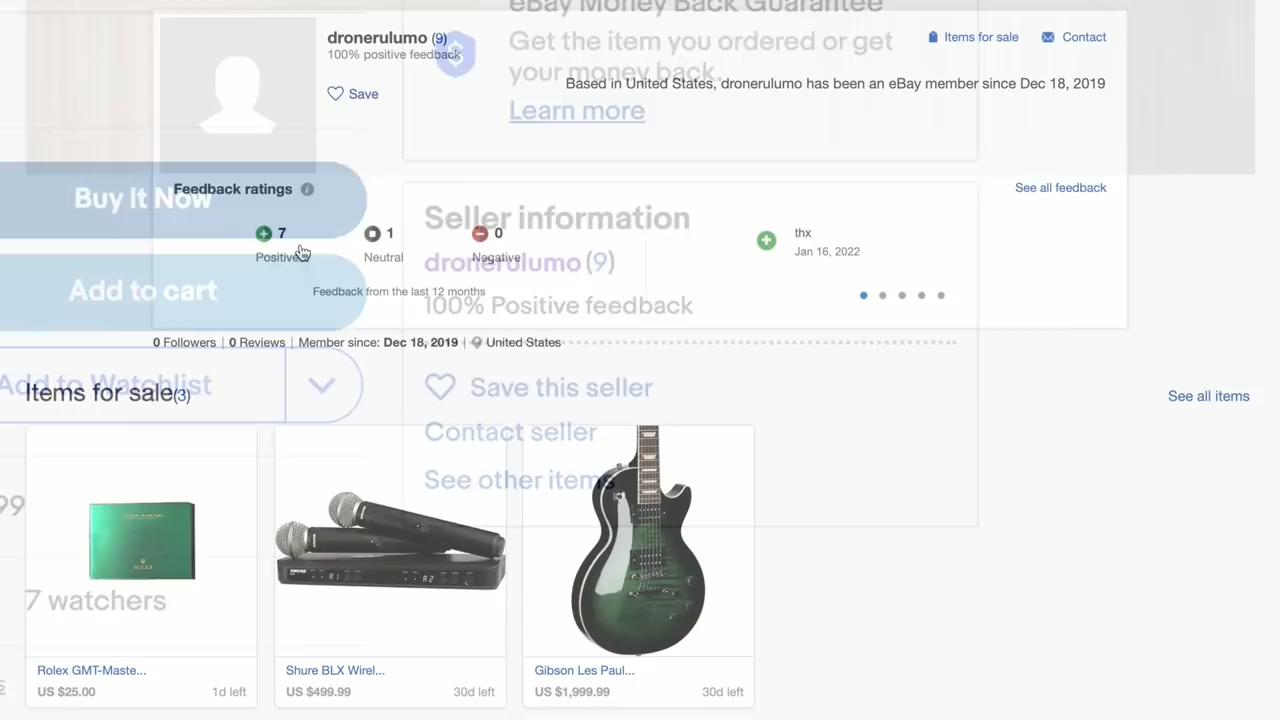 eBay Money Back Guarantee
dronerulumo (9)
100% positive feedback
Save
Items for sale
Contact
Get the item you ordered or get
your money back.
Learn more
Based in United States, dronerulumo has been an eBay member since Dec 18, 2019
Buy It Now
Add to cart
Add to Watchlist
Feedback ratings
See all feedback
7
Positive
1
Neutral
0
Negative
Feedback from the last 12 months
thx
Jan 16, 2022
Seller information
dronerulumo (9)
100% Positive feedback
Save this seller
Contact seller
See other items
0 Followers | 0 Reviews | Member since: Dec 18, 2019 | United States
Items for sale(3)
See all items
99
7 watchers
ROLEX
SHURE
Rolex GMT-Maste...
US $25.00
1d left
Shure BLX Wirel...
US $499.99
30d left
Gibson Les Paul...
US $1,999.99
30d left